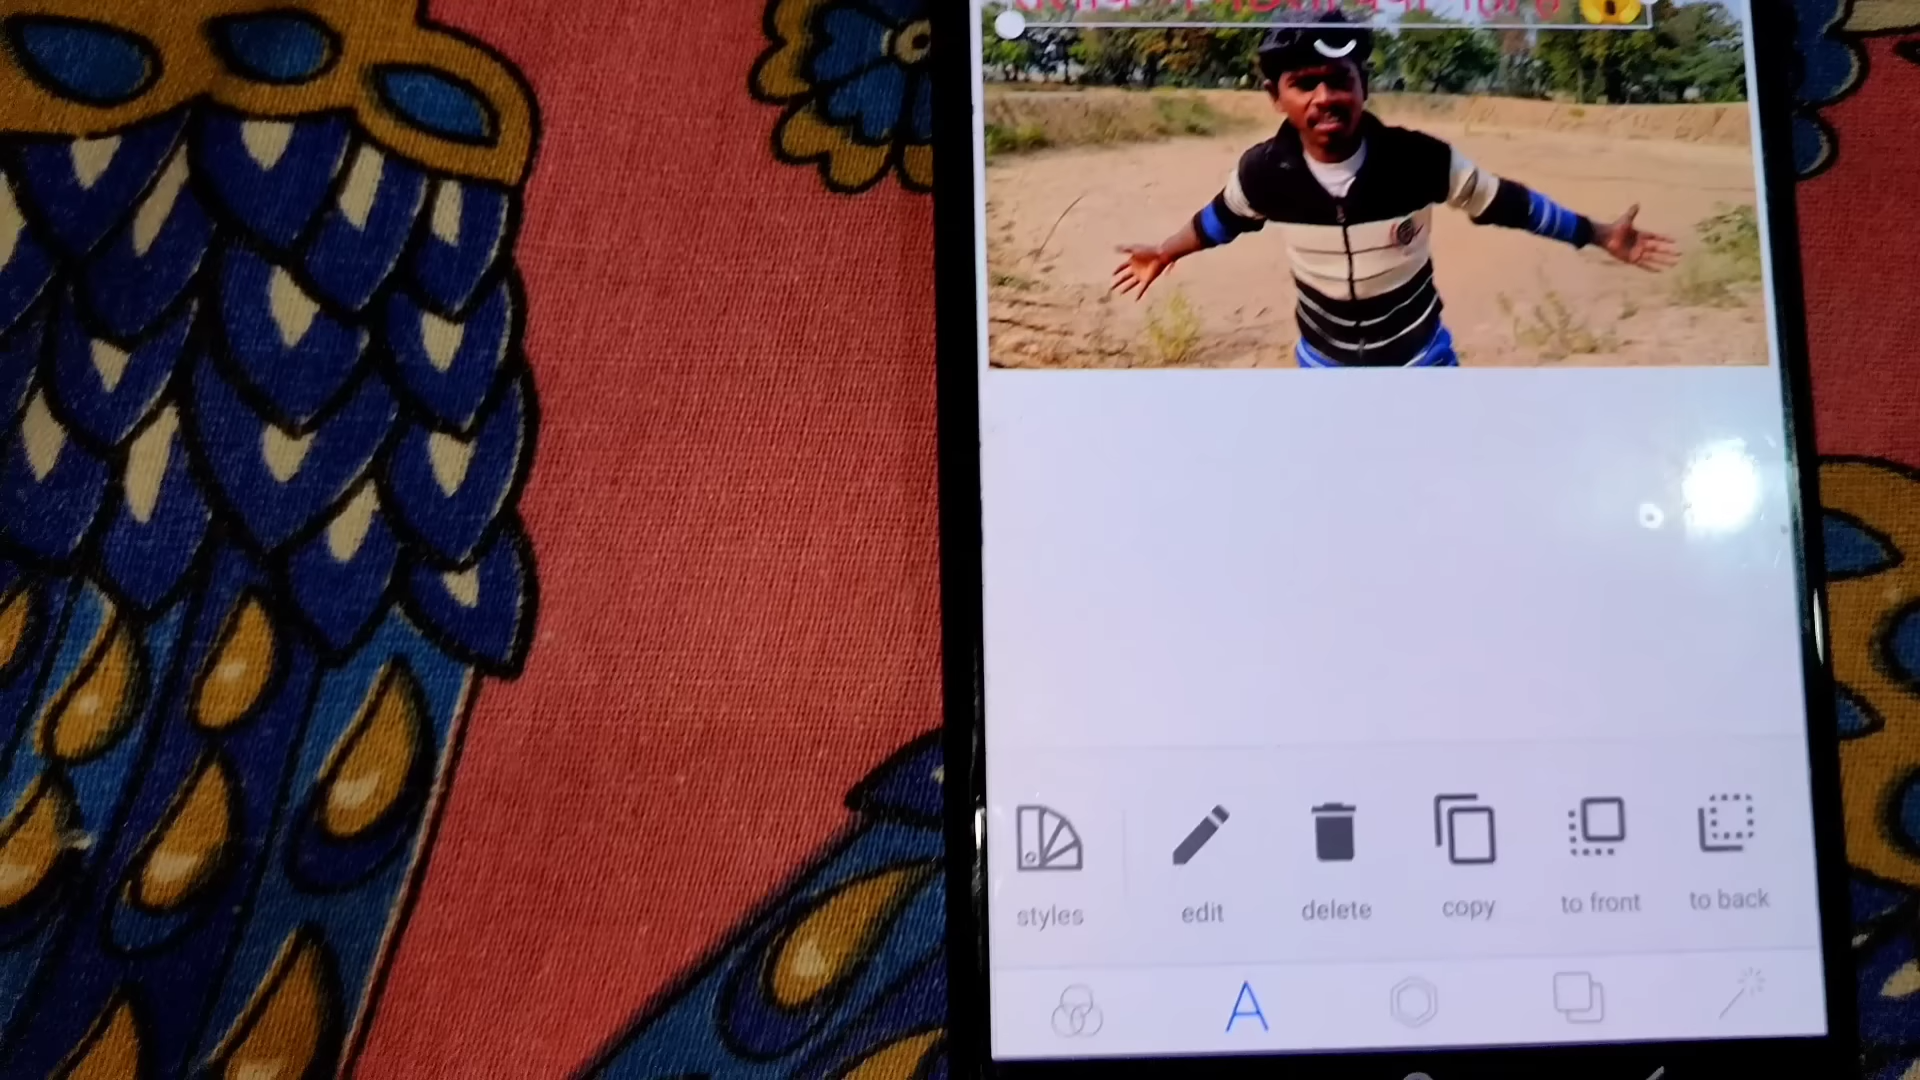 styles
edit
delete
copy
to front
to back